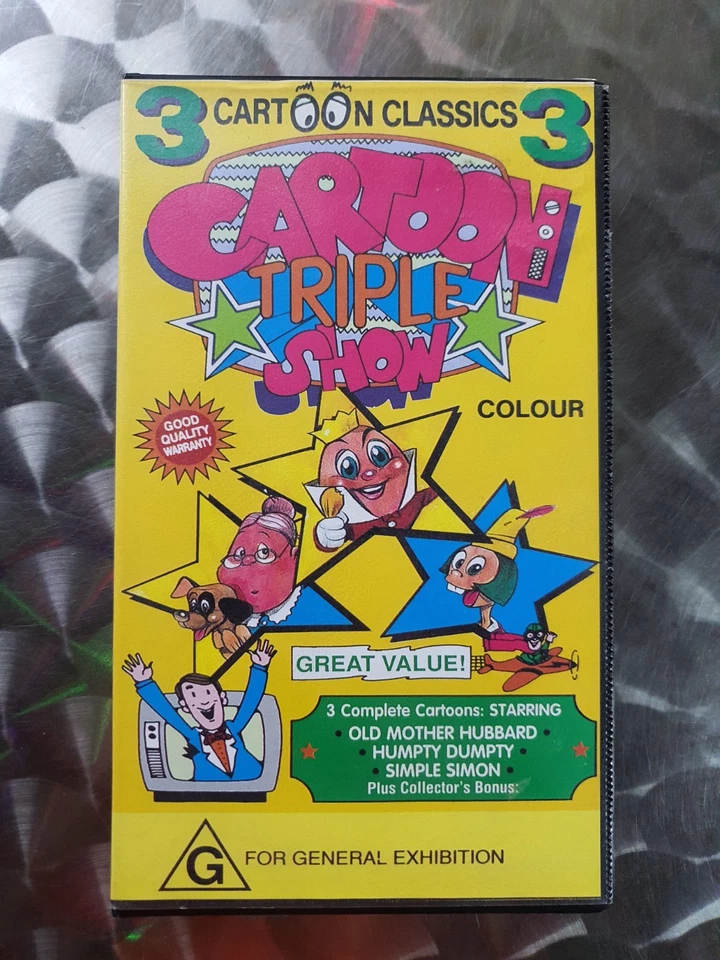 3 CARTOON CLASSICS 3
CARTOON
TRIPLE
SHOW
COLOUR
GOOD
QUALITY
WARRANTY
GREAT VALUE!
3 Complete Cartoons: STARRING
• OLD MOTHER HUBBARD •
• HUMPTY DUMPTY •
• SIMPLE SIMON •
Plus Collector's Bonus:
G FOR GENERAL EXHIBITION